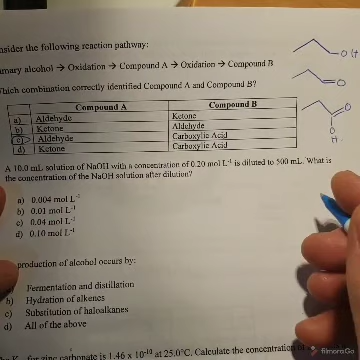 nsider the following reaction pathway:
mary alcohol → Oxidation → Compound A → Oxidation → Compound B
hich combination correctly identified Compound A and Compound B?
Compound A Compound B
a) Aldehyde Ketone
b) Ketone Aldehyde
c) Aldehyde Carboxylic Acid
d) Ketone Carboxylic Acid
OH
O
O
O
H
A 10.0 mL solution of NaOH with a concentration of 0.20 mol L⁻¹ is diluted to 500 mL. What is
the concentration of the NaOH solution after dilution?
a) 0.004 mol L⁻¹
b) 0.01 mol L⁻¹
c) 0.04 mol L⁻¹
d) 0.10 mol L⁻¹
production of alcohol occurs by:
Fermentation and distillation
b) Hydration of alkenes
c) Substitution of haloalkanes
d) All of the above
for zinc carbonate is 1.46 x 10⁻¹⁰ at 25.0°C. Calculate the concentration of
filmoraGo